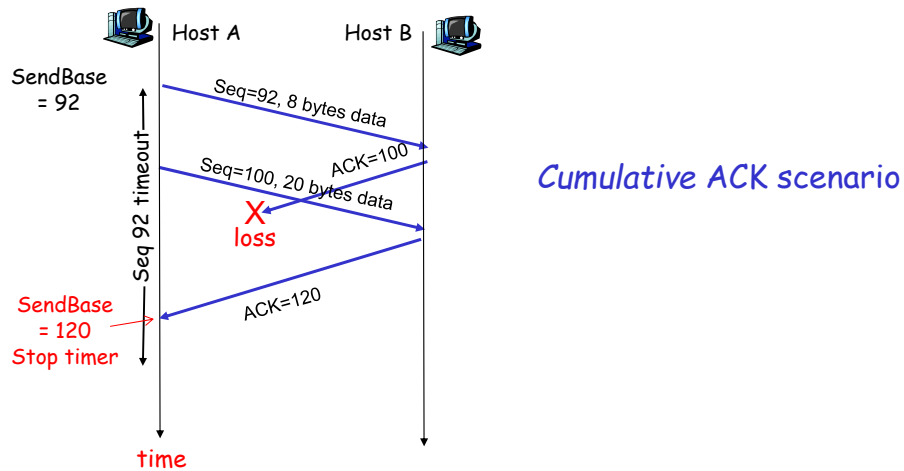 Host A
Host B
SendBase
= 92
Seq=92, 8 bytes data
Seq 92 timeout
ACK=100
Seq=100, 20 bytes data
X
loss
Cumulative ACK scenario
ACK=120
SendBase
= 120
Stop timer
time